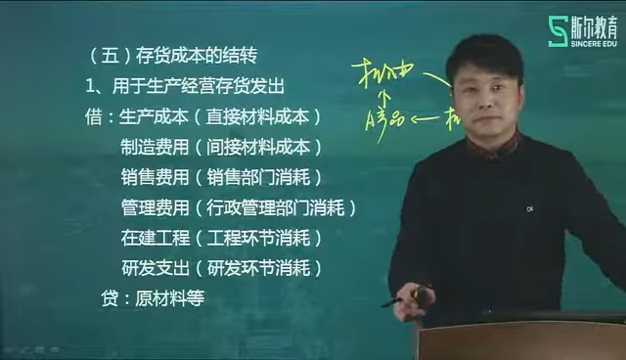 斯尔教育
SINCERE EDU
（五）存货成本的结转
1、用于生产经营存货发出
借：生产成本（直接材料成本）
制造费用（间接材料成本）
销售费用（销售部门消耗）
管理费用（行政管理部门消耗）
在建工程（工程环节消耗）
研发支出（研发环节消耗）
贷：原材料等